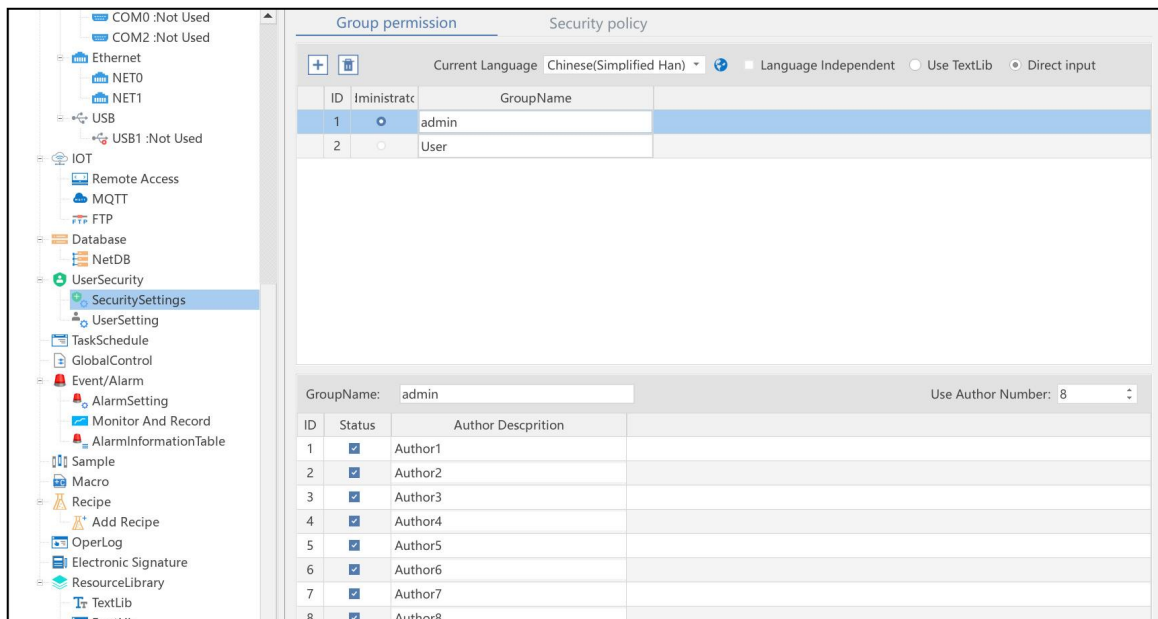 COM0 :Not Used
COM2 :Not Used
Ethernet
NET0
NET1
USB
USB1 :Not Used
IOT
Remote Access
MQTT
FTP FTP
Database
NetDB
UserSecurity
SecuritySettings
UserSetting
TaskSchedule
GlobalControl
Event/Alarm
AlarmSetting
Monitor And Record
AlarmInformationTable
Sample
Macro
Recipe
Add Recipe
OperLog
Electronic Signature
ResourceLibrary
TextLib
Group permission Security policy
Current Language Chinese(Simplified Han) Language Independent Use TextLib Direct input
ID GroupName
1 admin
2 User
GroupName: admin Use Author Number: 8
ID Status Author Descprition
1 Author1
2 Author2
3 Author3
4 Author4
5 Author5
6 Author6
7 Author7
8 Author8